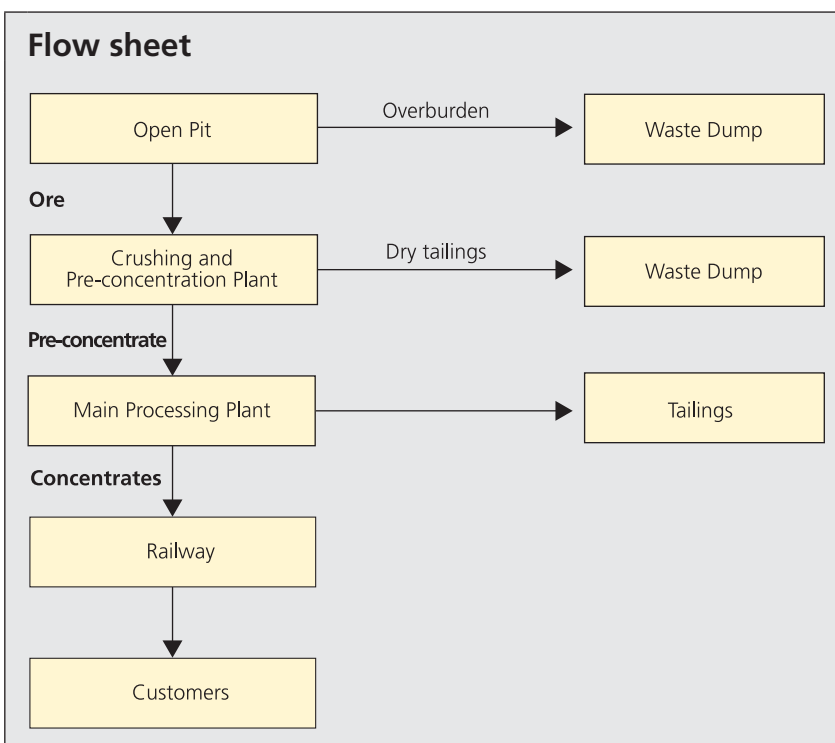 Flow sheet
Open Pit
Overburden
Waste Dump
Ore
Crushing and
Pre-concentration Plant
Dry tailings
Waste Dump
Pre-concentrate
Main Processing Plant
Tailings
Concentrates
Railway
Customers